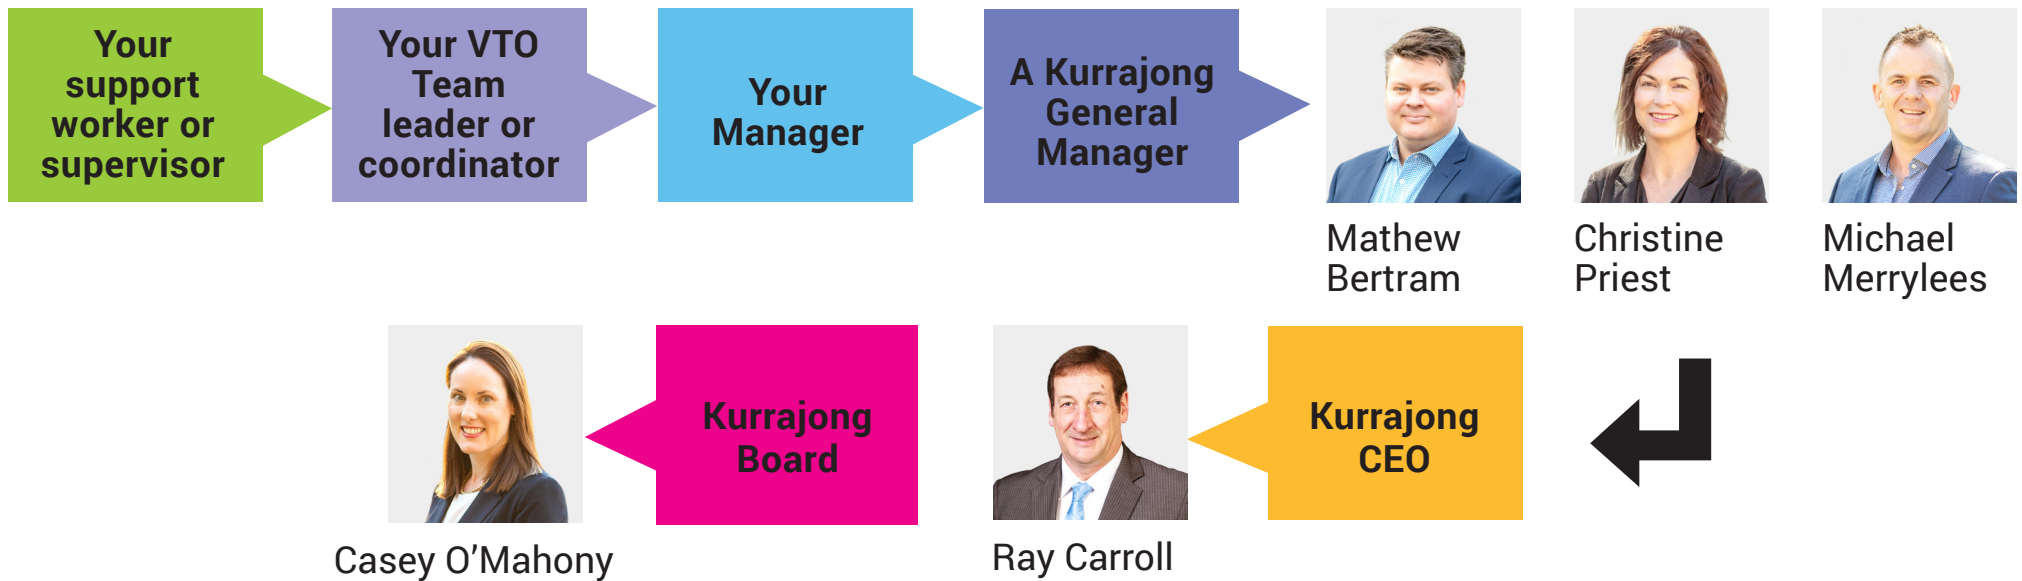 Your
support
worker or
supervisor
Your VTO
Team
leader or
coordinator
Your
Manager
A Kurrajong
General
Manager
Mathew
Bertram
Christine
Priest
Michael
Merrylees
Kurrajong
CEO
Ray Carroll
Kurrajong
Board
Casey O’Mahony